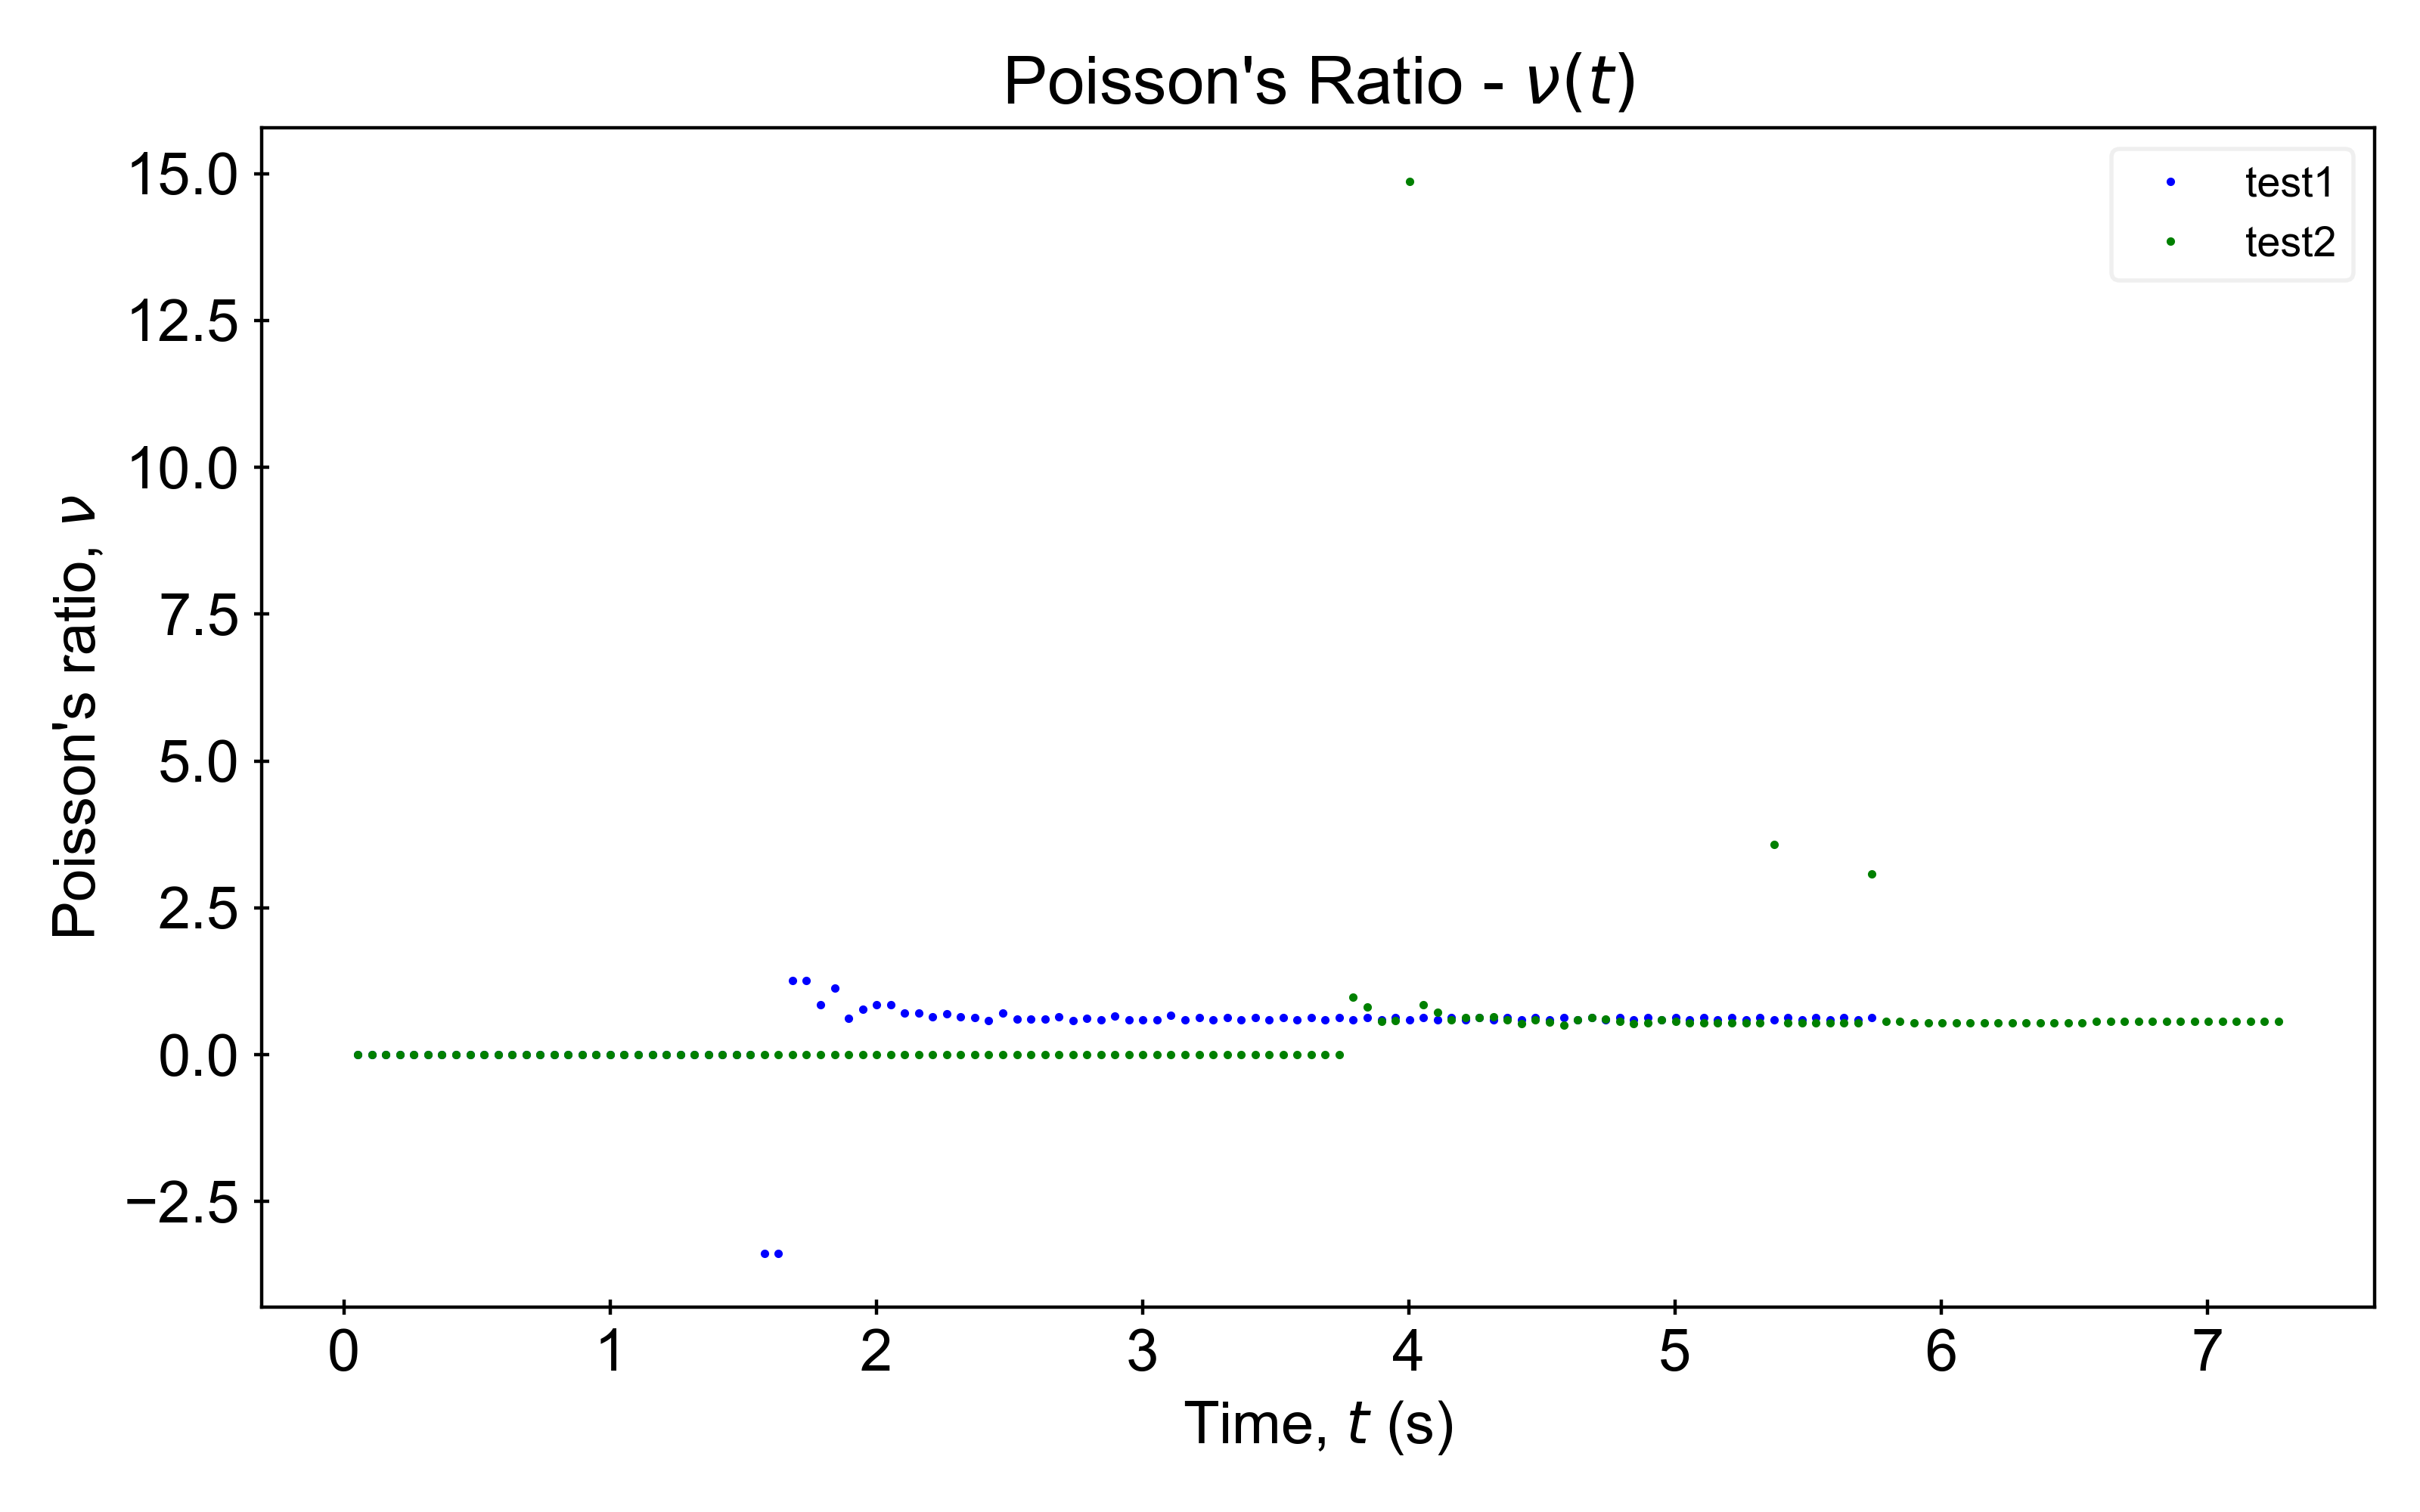 Poisson's Ratio - ν(t)
15.0
12.5
10.0
7.5
5.0
2.5
0.0
−2.5
Poisson's ratio, ν
test1
test2
0 1 2 3 4 5 6 7
Time, t (s)